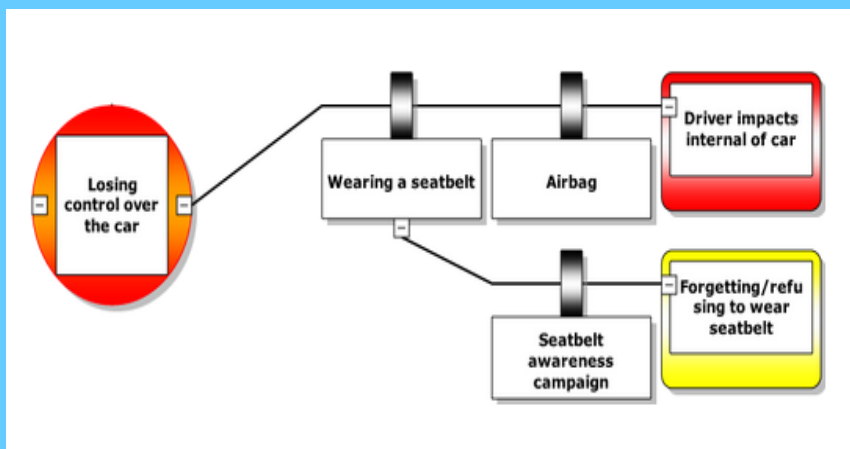 Losing
control over
the car
Wearing a seatbelt
Airbag
Driver impacts
internal of car
Seatbelt
awareness
campaign
Forgetting/refu
sing to wear
seatbelt